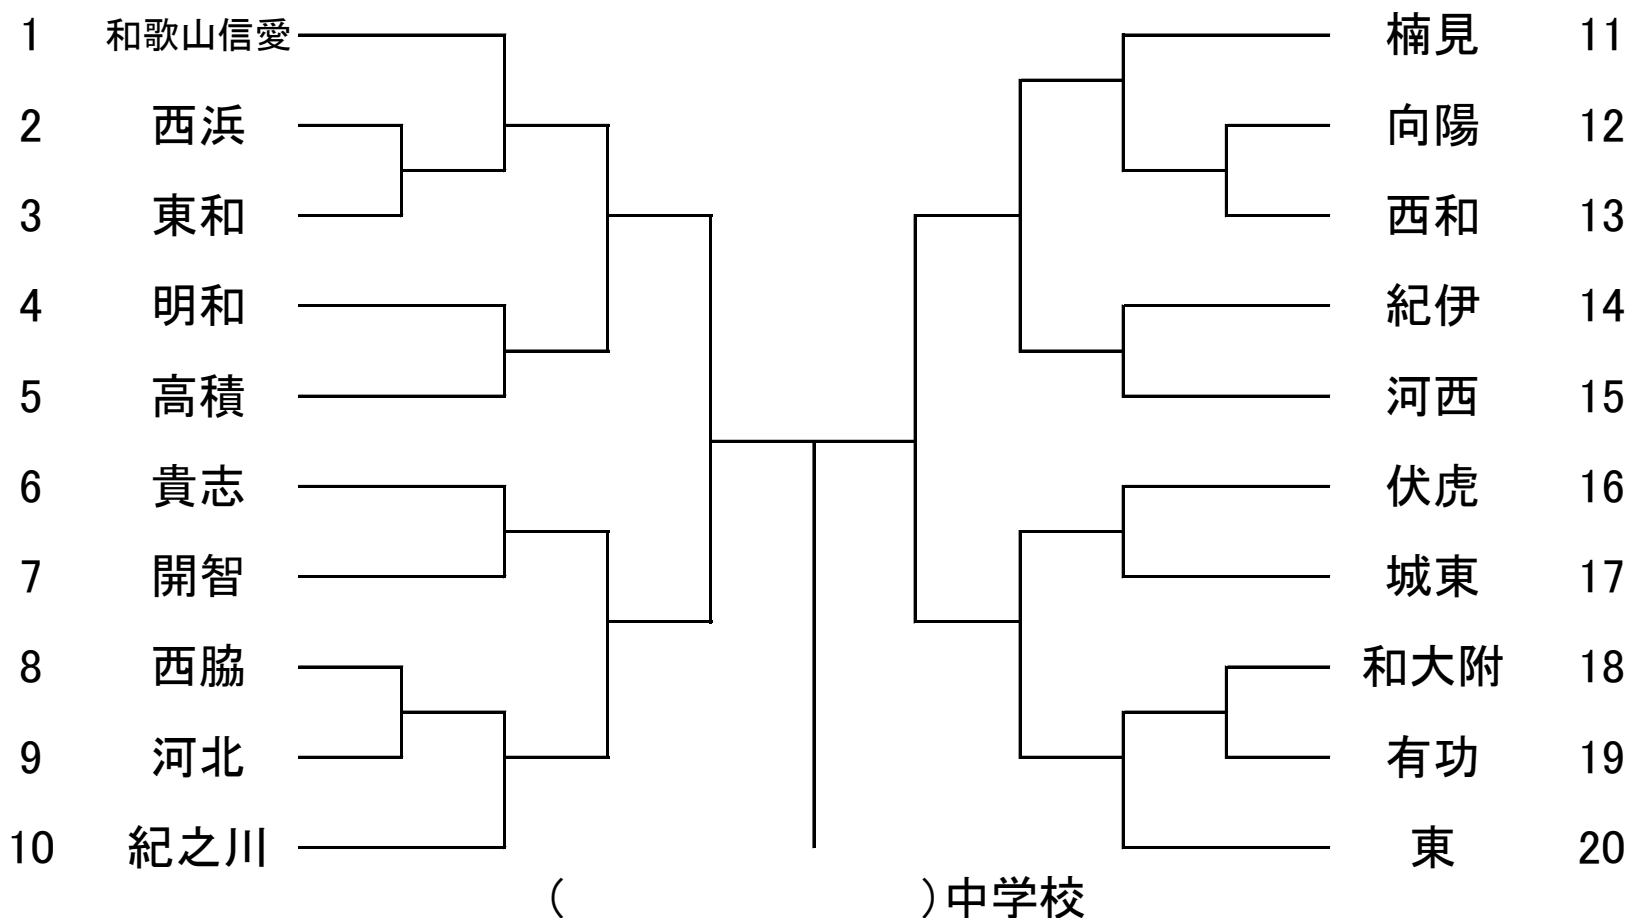 1 和歌山信愛 楠見 11
2 西浜 向陽 12
3 東和 西和 13
4 明和 紀伊 14
5 高積 河西 15
6 貴志 伏虎 16
7 開智 城東 17
8 西脇 和大附 18
9 河北 有功 19
10 紀之川 東 20
( )中学校